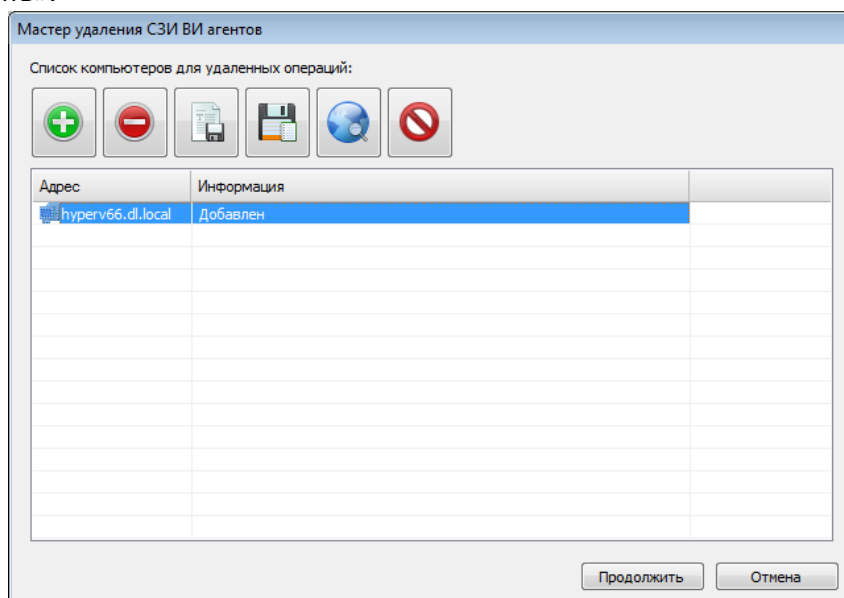 Мастер удаления СЗИ ВИ агентов
Список компьютеров для удаленных операций:
Адрес Информация
hyperv66.dl.local Добавлен
Продолжить Отмена